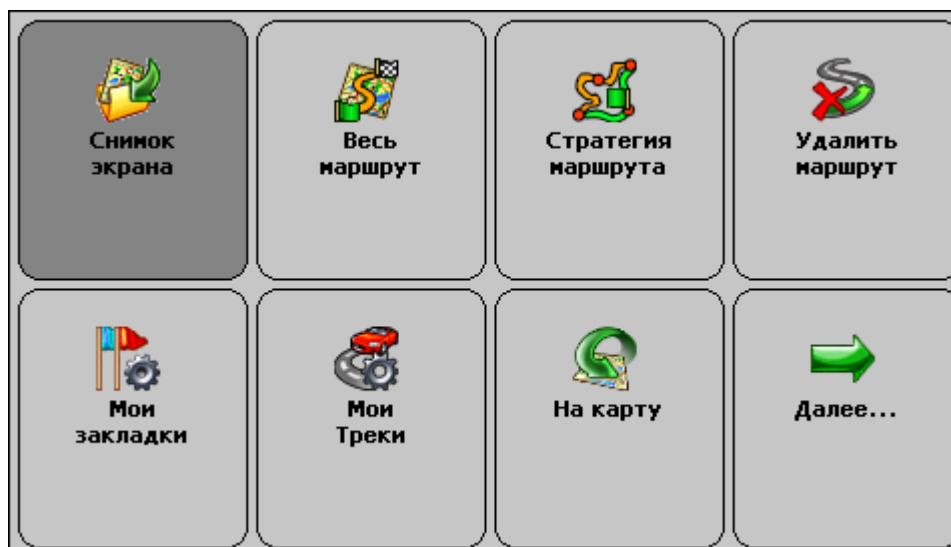 Снимок
экрана
Весь
маршрут
Стратегия
маршрута
Удалить
маршрут
Мои
закладки
Мои
Треки
На карту
Далее...